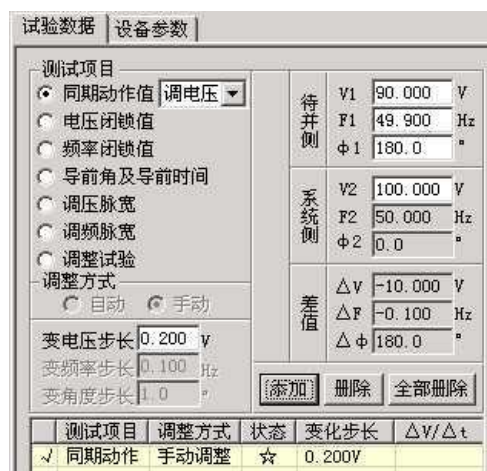 试验数据 设备参数
测试项目
同期动作值 调电压
电压闭锁值
频率闭锁值
导前角及导前时间
调压脉宽
调频脉宽
调整试验
调整方式
自动 手动
变电压步长 0.200 V
变频率步长 0.100 Hz
变角度步长 1.0 °
待并侧
V1 90.000 V
F1 49.900 Hz
φ1 180.0 °
系统侧
V2 100.000 V
F2 50.000 Hz
φ2 0.0 °
差值
△V -10.000 V
△F -0.100 Hz
△φ 180.0 °
添加 删除 全部删除
测试项目 调整方式 状态 变化步长 △V/△t
√ 同期动作 手动调整 ☆ 0.200V